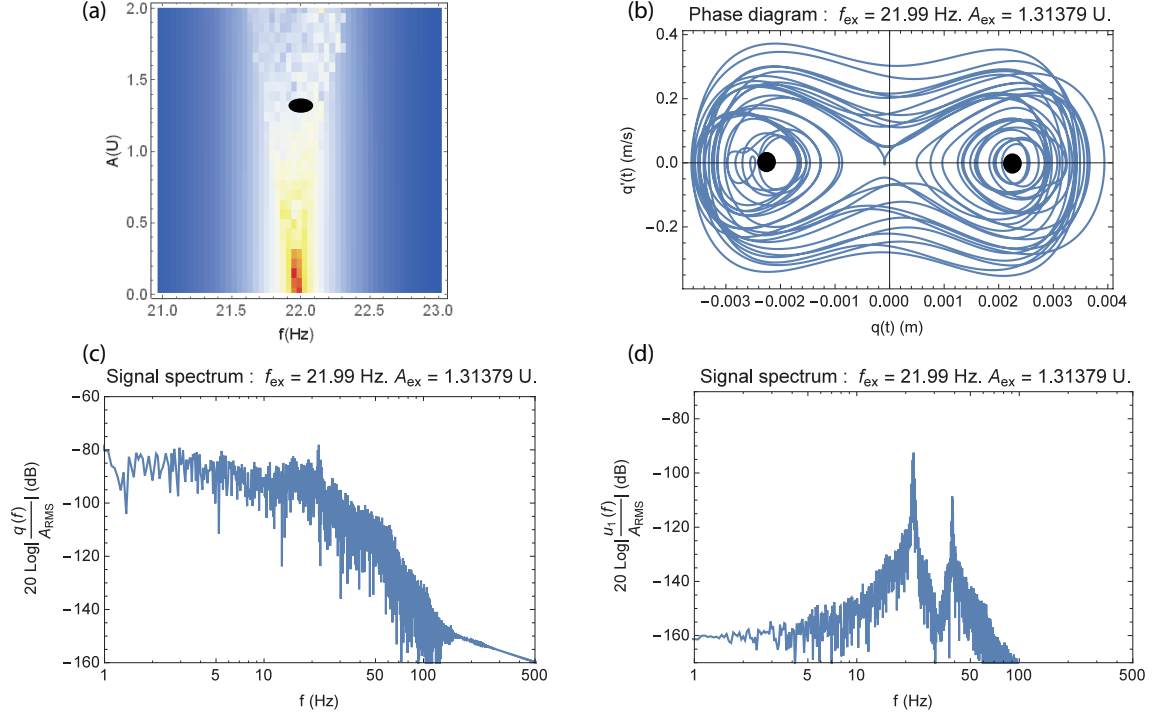 (a)
2.0
1.5
1.0
0.5
0.0
A(U)
21.0 21.5 22.0 22.5 23.0
f(Hz)
(b)
Phase diagram : f_ex = 21.99 Hz. A_ex = 1.31379 U.
0.4
0.2
0.0
−0.2
q'(t) (m/s)
−0.003 −0.002 −0.001 0.000 0.001 0.002 0.003 0.004
q(t) (m)
(c)
Signal spectrum : f_ex = 21.99 Hz. A_ex = 1.31379 U.
−60
−80
−100
−120
−140
−160
20 Log|q(f)/A_RMS| (dB)
1 5 10 50 100 500
f (Hz)
(d)
Signal spectrum : f_ex = 21.99 Hz. A_ex = 1.31379 U.
−80
−100
−120
−140
−160
20 Log|u_1(f)/A_RMS| (dB)
1 5 10 50 100 500
f (Hz)